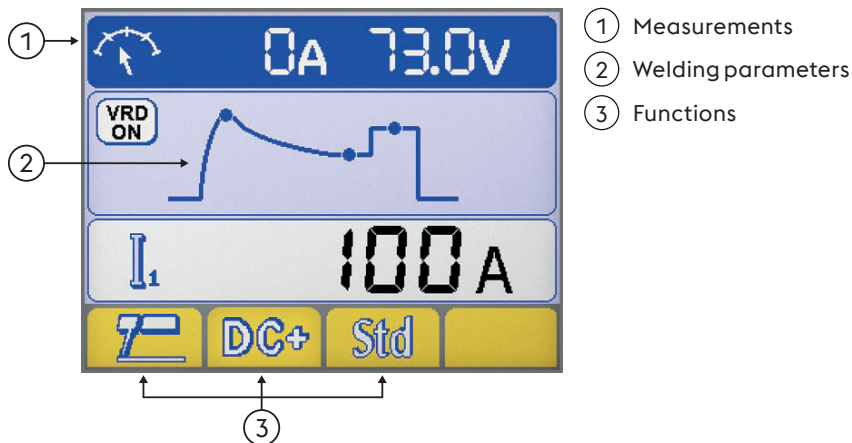 1
0A 73.0V
VRD
ON
2
I1
100A
DC+ Std
3
1 Measurements
2 Welding parameters
3 Functions